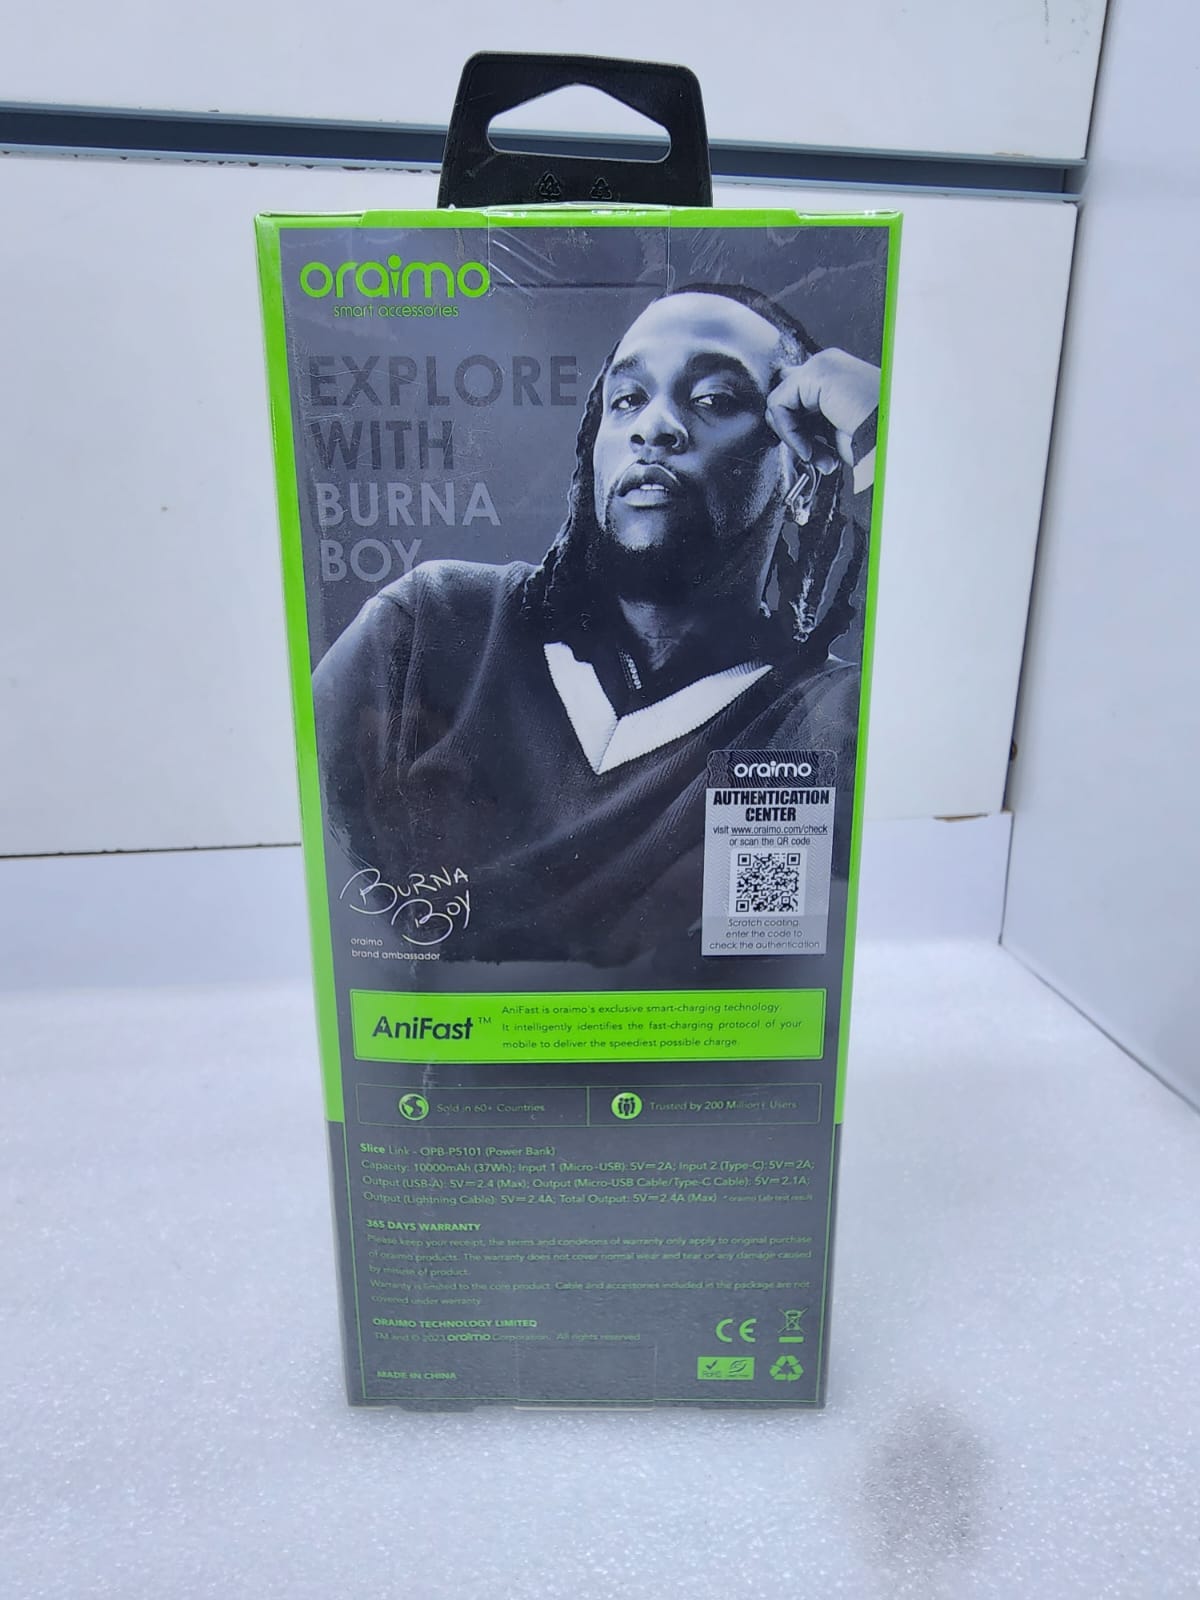 oraimo
smart accessories
EXPLORE
WITH
BURNA
BOY
oraimo
AUTHENTICATION
CENTER
visit www.oraimo.com/check
or scan the QR code
Scratch coating,
enter the code to
check the authentication
BURNA
BOY
oraimo
brand ambassador
AniFast™
AniFast is oraimo's exclusive smart-charging technology.
It intelligently identifies the fast-charging protocol of your
mobile to deliver the speediest possible charge.
Sold in 60+ Countries
Trusted by 200 Million+ Users
Slice Link - OPB-P5101 (Power Bank)
Capacity: 10000mAh (37Wh); Input 1 (Micro-USB): 5V⎓2A; Input 2 (Type-C): 5V⎓2A;
Output (USB-A): 5V⎓2.4 (Max); Output (Micro-USB Cable/Type-C Cable): 5V⎓2.1A;
Output (Lightning Cable): 5V⎓2.4A; Total Output: 5V⎓2.4A (Max) *oraimo Lab test result
365 DAYS WARRANTY
Please keep your receipt, the terms and conditions of warranty only apply to original purchase
of oraimo products. The warranty does not cover normal wear and tear or any damage caused
by misuse of product.
Warranty is limited to the core product. Cable and accessories included in the package are not
covered under warranty.
ORAIMO TECHNOLOGY LIMITED
TM and © 2023 oraimo Corporation. All rights reserved.
CE
RoHS
MADE IN CHINA